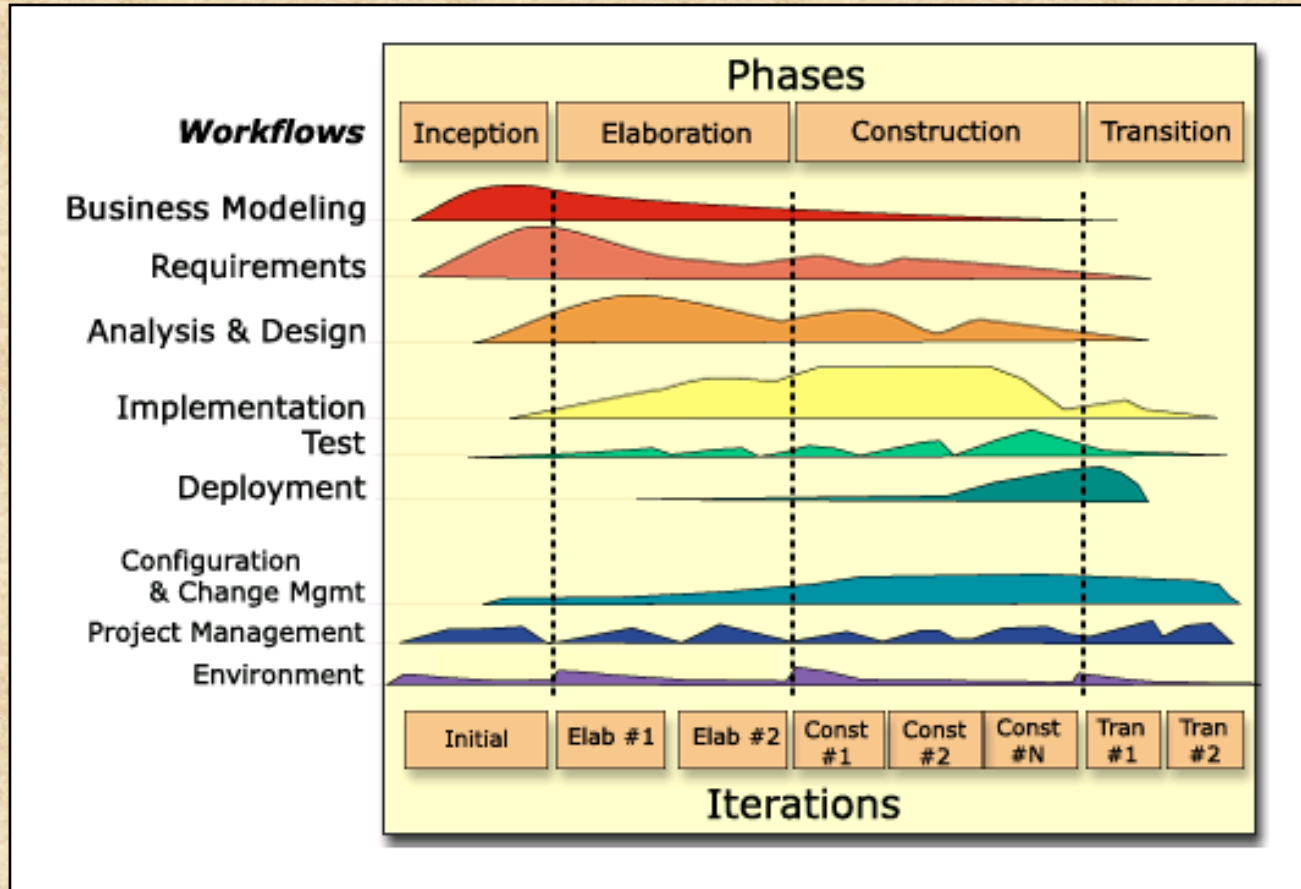 Phases
Workflows
Inception
Elaboration
Construction
Transition
Business Modeling
Requirements
Analysis & Design
Implementation
Test
Deployment
Configuration
& Change Mgmt
Project Management
Environment
Initial
Elab #1
Elab #2
Const
#1
Const
#2
Const
#N
Tran
#1
Tran
#2
Iterations